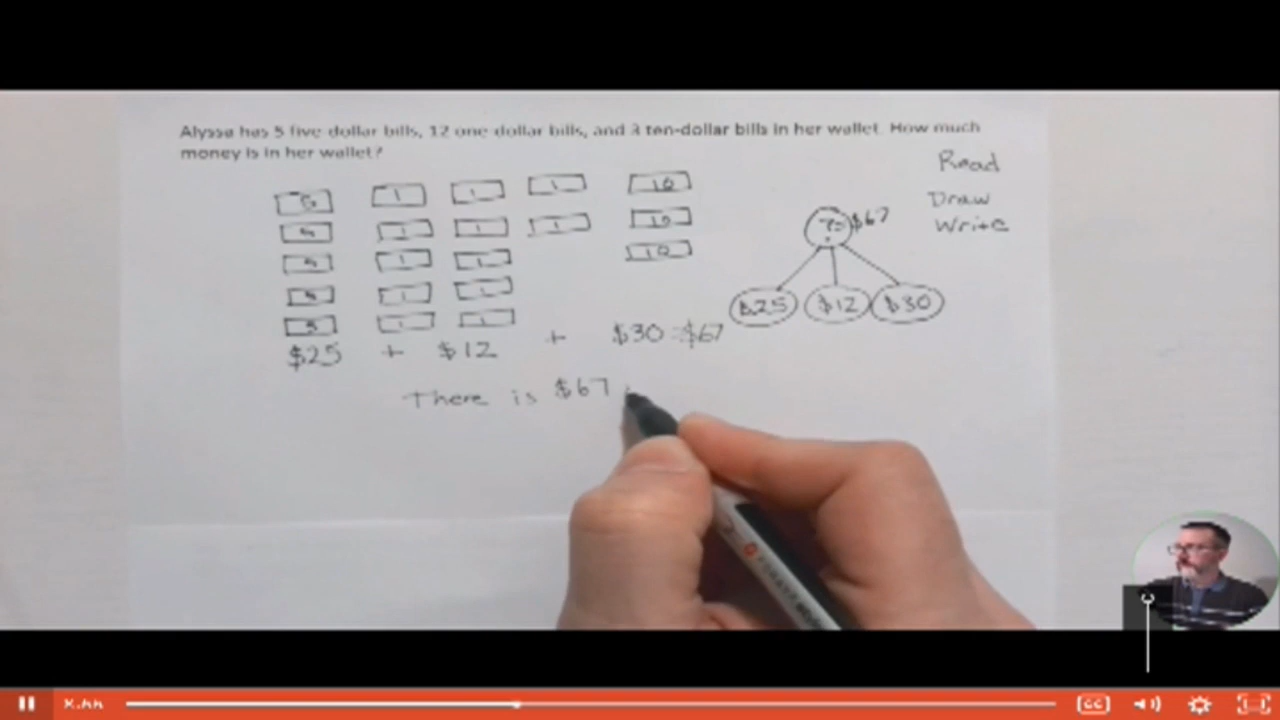 Alyssa has 5 five-dollar bills, 12 one-dollar bills, and 3 ten-dollar bills in her wallet. How much
money is in her wallet?
Read
Draw
Write
5 1 1 1 10
5 1 1 1 10
5 1 1 10
5 1 1
5 1 1
$25 + $12 + $30 = $67
?=$67
$25 $12 $30
There is $67
CC